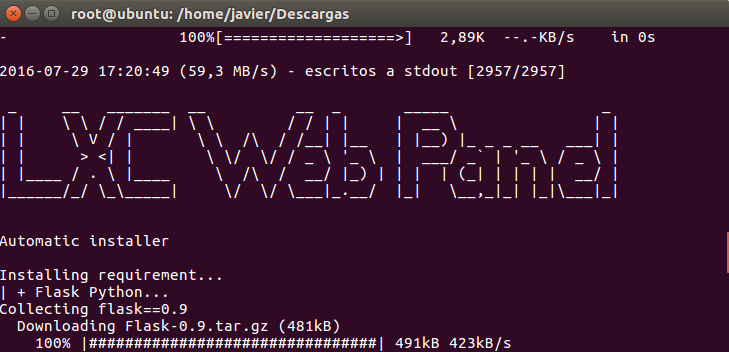 root@ubuntu: /home/javier/Descargas
- 100%[===================>] 2,89K --.-KB/s in 0s
2016-07-29 17:20:49 (59,3 MB/s) - escritos a stdout [2957/2957]
LXC Web Panel
Automatic installer
Installing requirement...
| + Flask Python...
Collecting flask==0.9
Downloading Flask-0.9.tar.gz (481kB)
100% |################################| 491kB 423kB/s